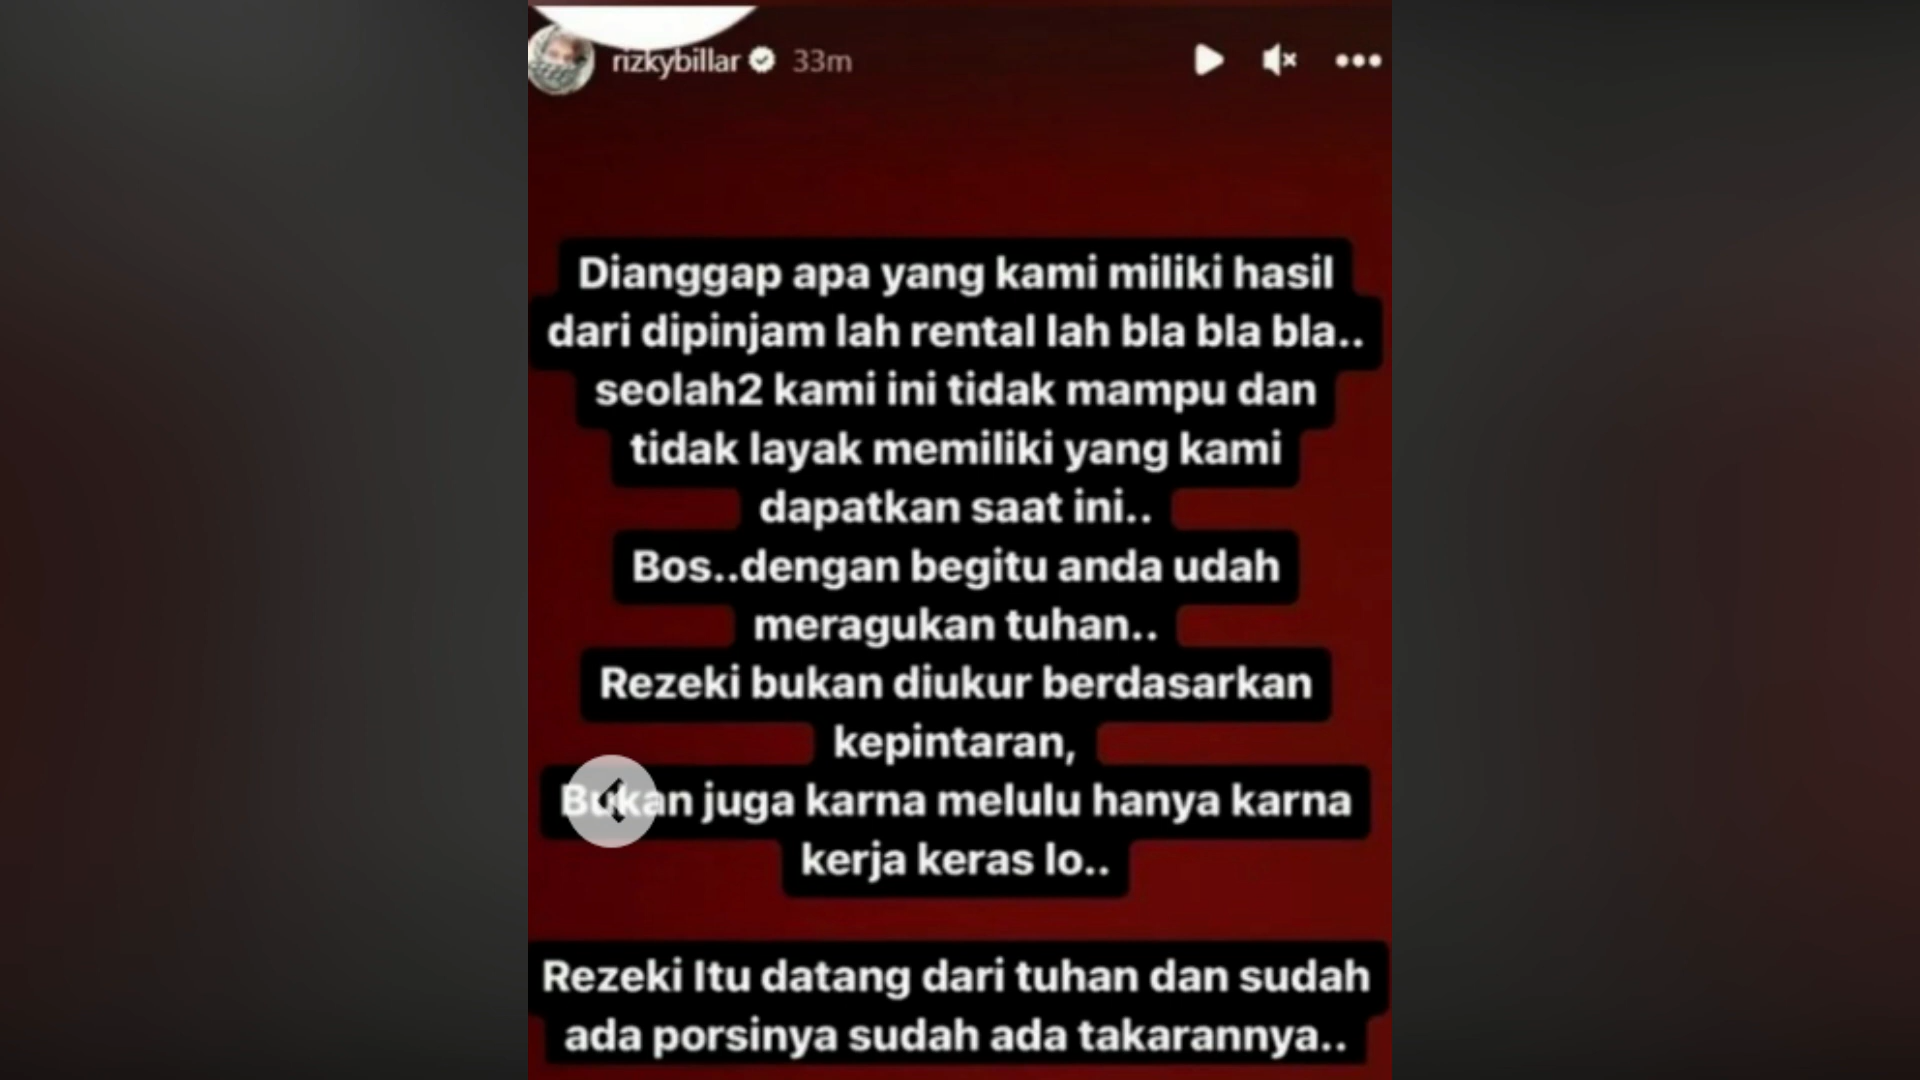 rizkybillar 33m
Dianggap apa yang kami miliki hasil
dari dipinjam lah rental lah bla bla bla..
seolah2 kami ini tidak mampu dan
tidak layak memiliki yang kami
dapatkan saat ini..
Bos..dengan begitu anda udah
meragukan tuhan..
Rezeki bukan diukur berdasarkan
kepintaran,
Bukan juga karna melulu hanya karna
kerja keras lo..
Rezeki Itu datang dari tuhan dan sudah
ada porsinya sudah ada takarannya..